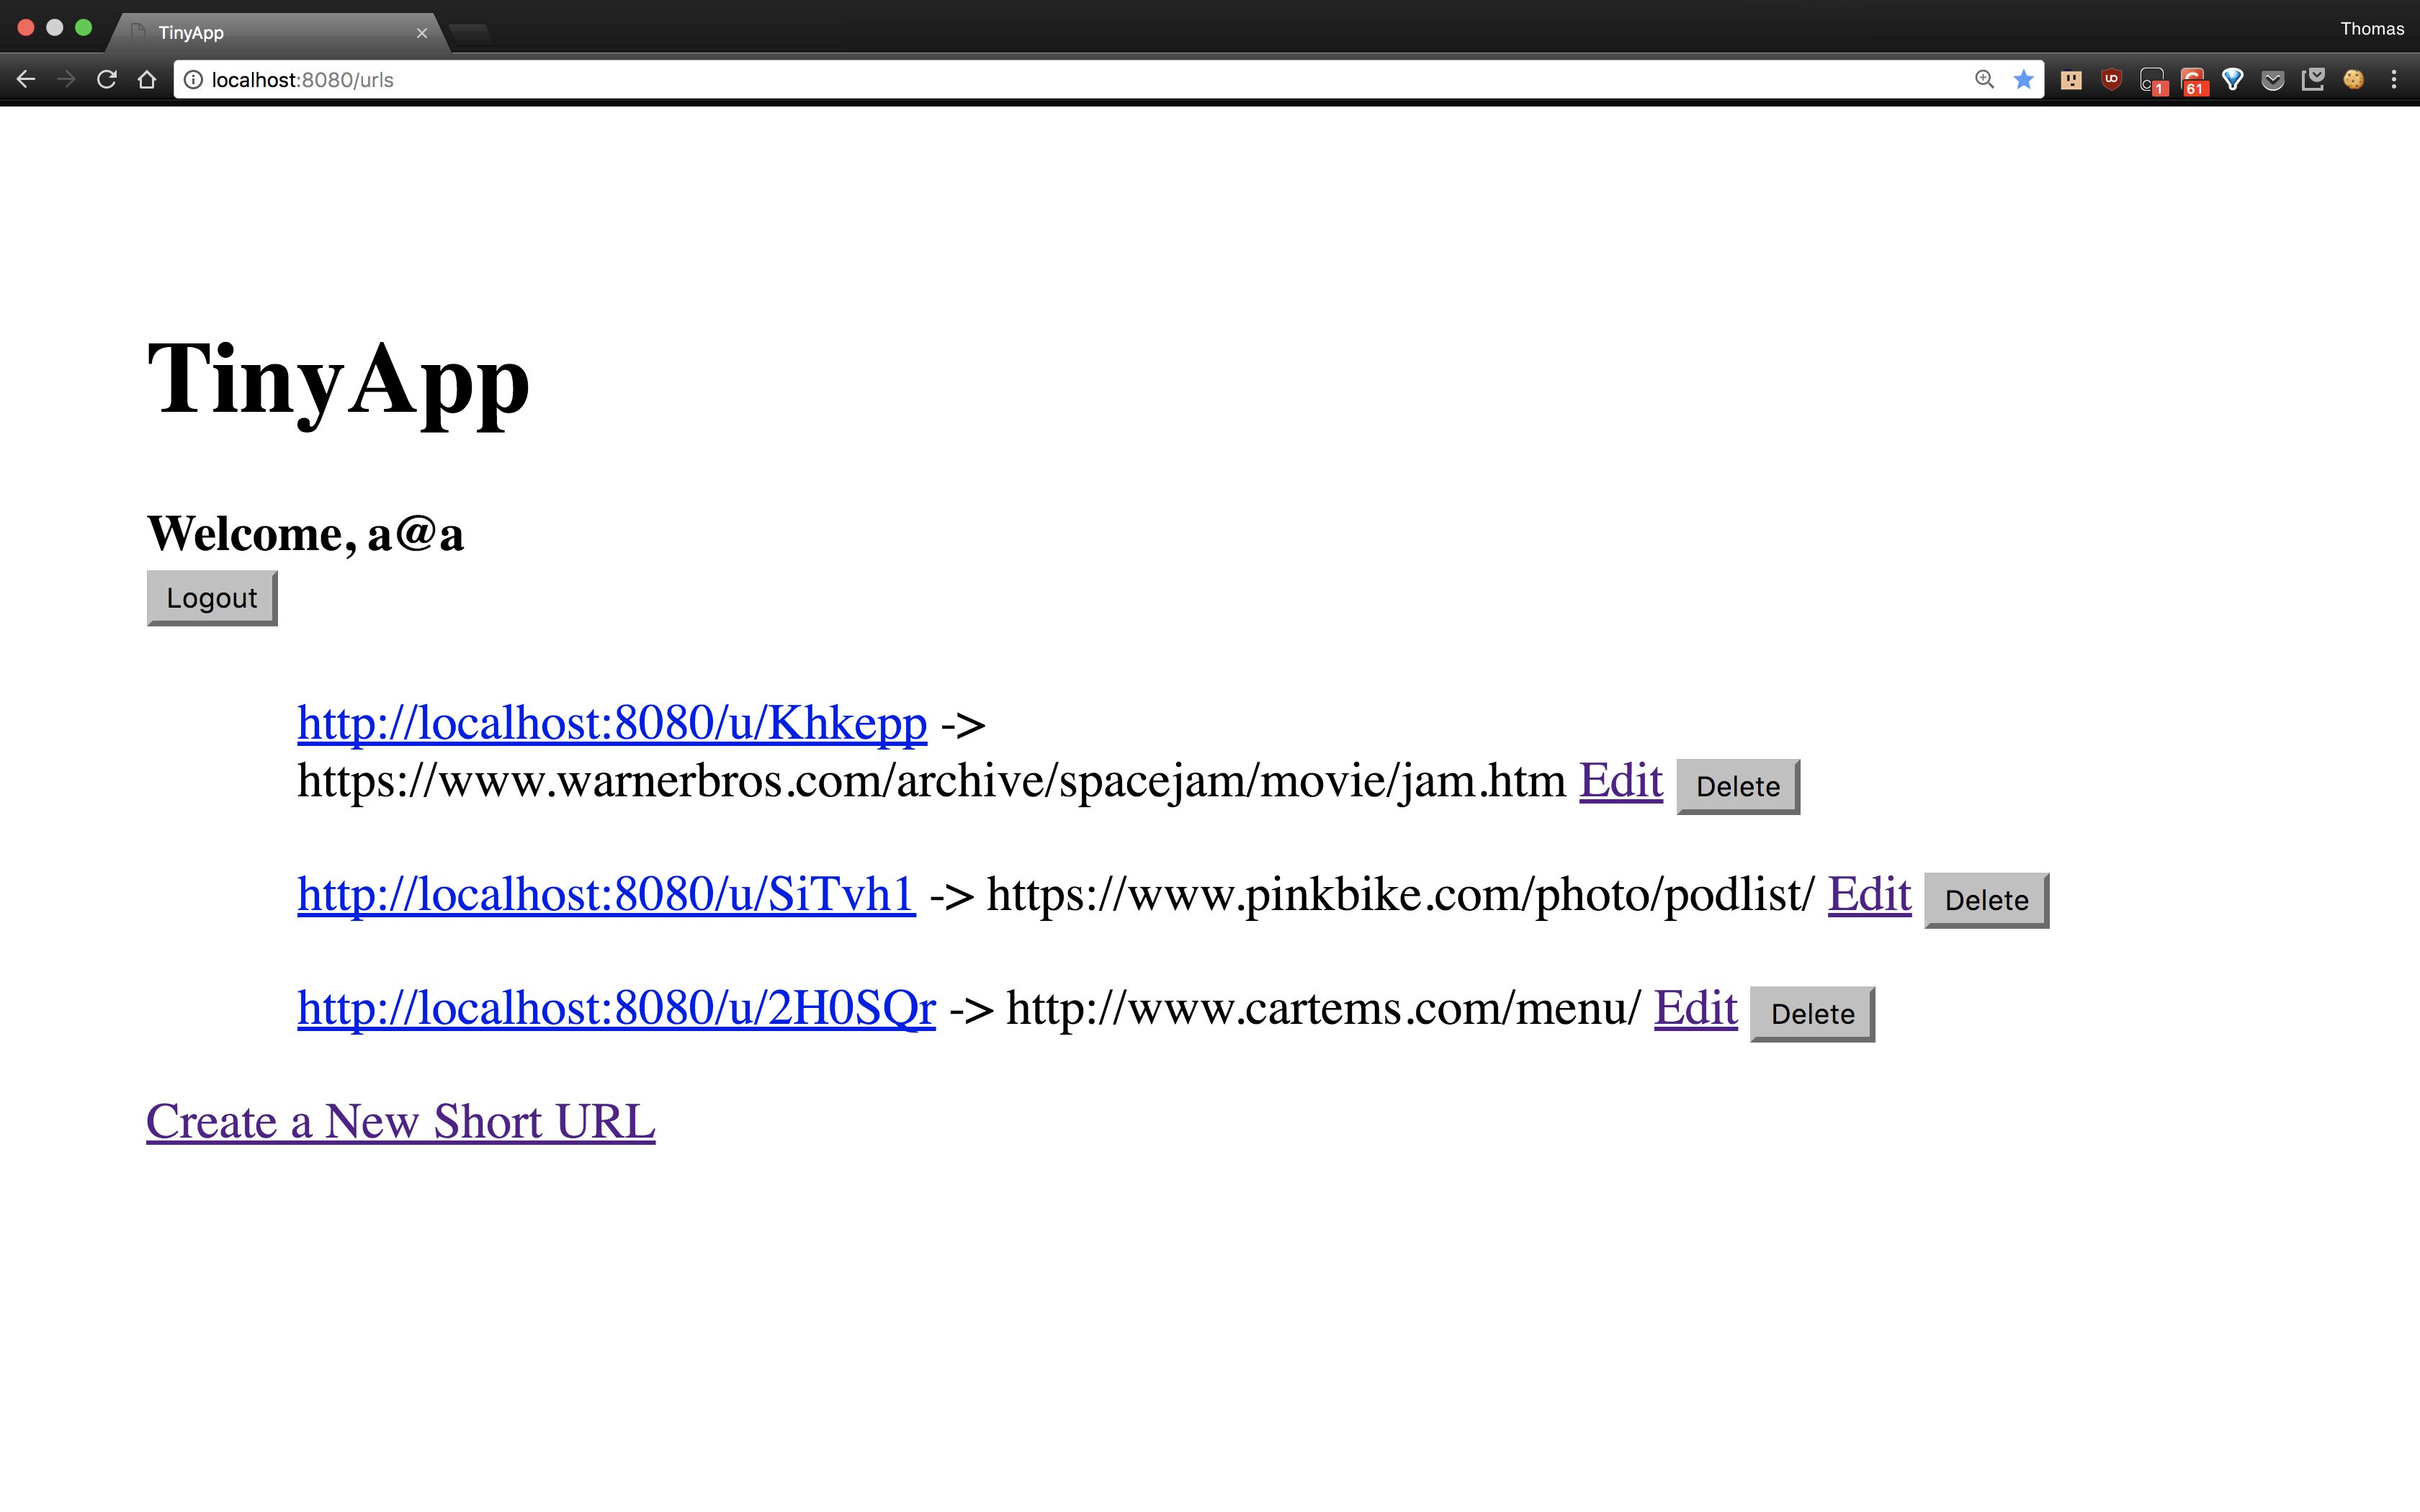 TinyApp
Thomas
localhost:8080/urls
UO
1
61
TinyApp
Welcome, a@a
Logout
http://localhost:8080/u/Khkepp ->
https://www.warnerbros.com/archive/spacejam/movie/jam.htm Edit Delete
http://localhost:8080/u/SiTvh1 -> https://www.pinkbike.com/photo/podlist/ Edit Delete
http://localhost:8080/u/2H0SQr -> http://www.cartems.com/menu/ Edit Delete
Create a New Short URL